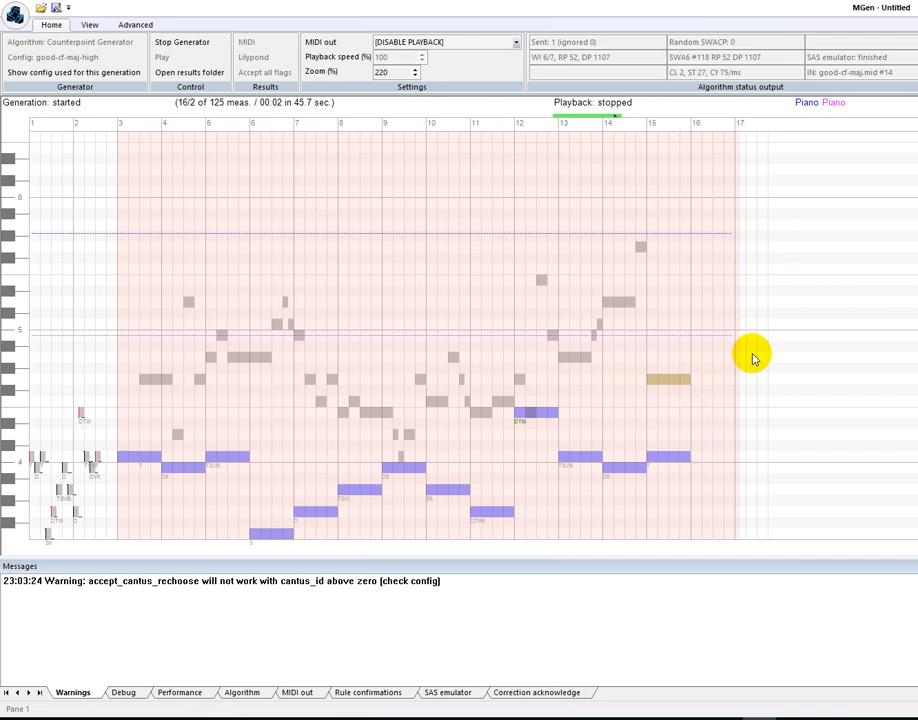 MGen - Untitled
Home View Advanced
Algorithm: Counterpoint Generator
Config: good-cf-maj-high
Show config used for this generation
Generator
Stop Generator
Play
Open results folder
Control
MIDI
Lilypond
Accept all flags
Results
MIDI out [DISABLE PLAYBACK]
Playback speed (%) 100
Zoom (%) 220
Settings
Sent: 1 (ignored 0) Random SWACP: 0
WI 6/7, RP 52, DP 1107 SWA6 #118 RP 52 DP 1107 SAS emulator: finished
CL 2, ST 27, CY 75/ms IN: good-cf-maj.mid #14
Algorithm status output
Generation: started (16/2 of 125 meas. / 00:02 in 45.7 sec.) Playback: stopped Piano Piano
1 2 3 4 5 6 7 8 9 10 11 12 13 14 15 16 17
6
5
4
Messages
23:03:24 Warning: accept_cantus_rechoose will not work with cantus_id above zero (check config)
Warnings Debug Performance Algorithm MIDI out Rule confirmations SAS emulator Correction acknowledge
Pane 1